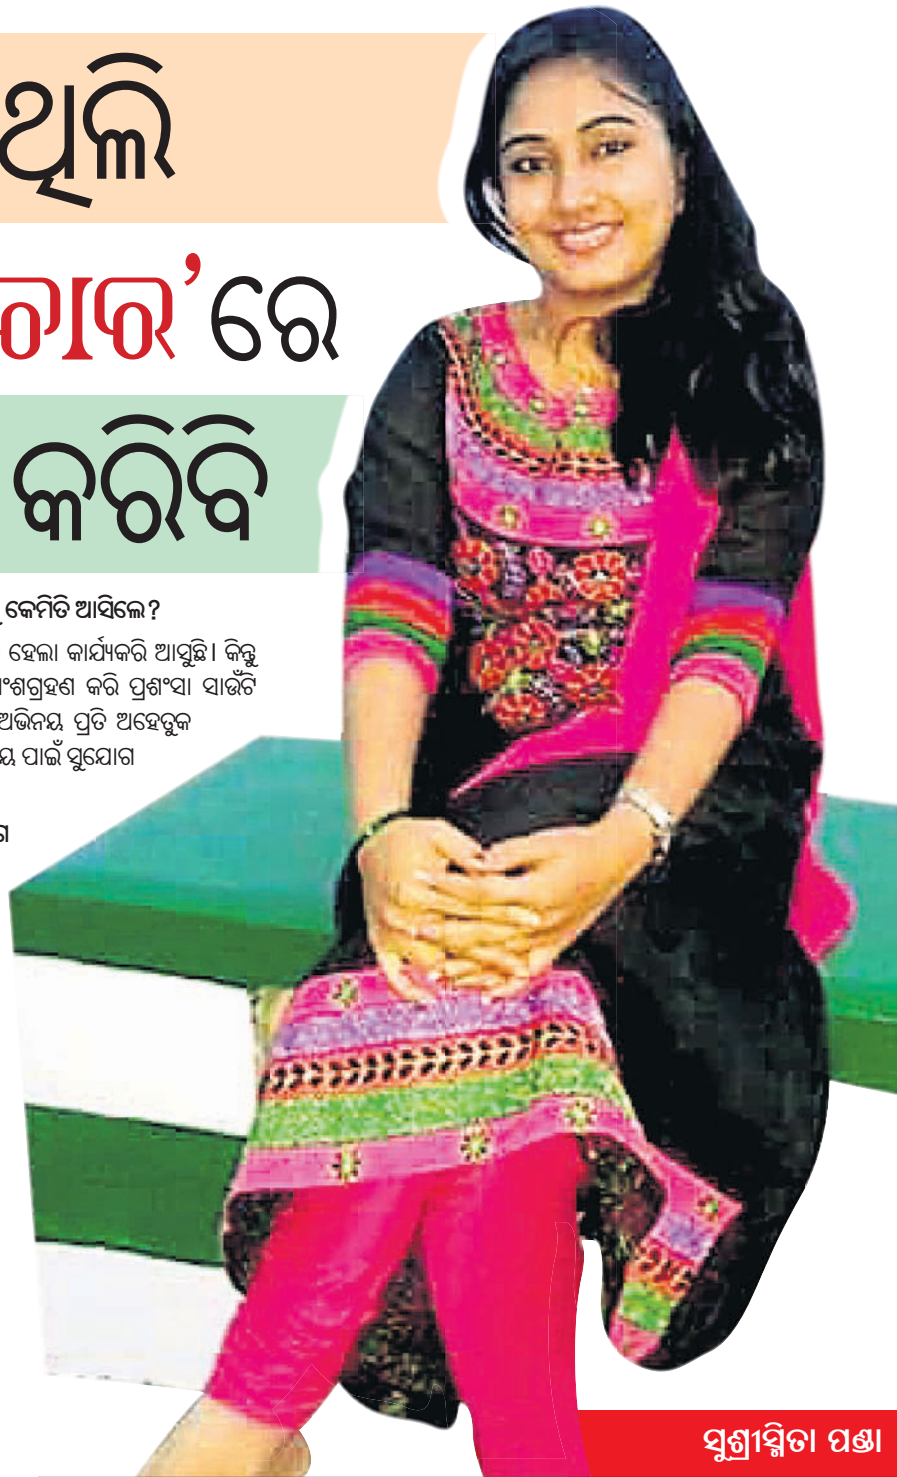 ଥିଲି
ଚାର'ରେ
କରିବି
କେମିତି ଆସିଲେ?
ହେଲା କାର୍ଯ୍ୟକରି ଆସୁଛି। କିନ୍ତୁ
ଂଶଗ୍ରହଣ କରି ପ୍ରଶଂସା ସାଉଁଟି
ଅଭିନୟ ପ୍ରତି ଅହେତୁକ
ୟ ପାଇଁ ସୁଯୋଗ
ସୁଶ୍ରୀସ୍ମିତା ପଣ୍ଡା